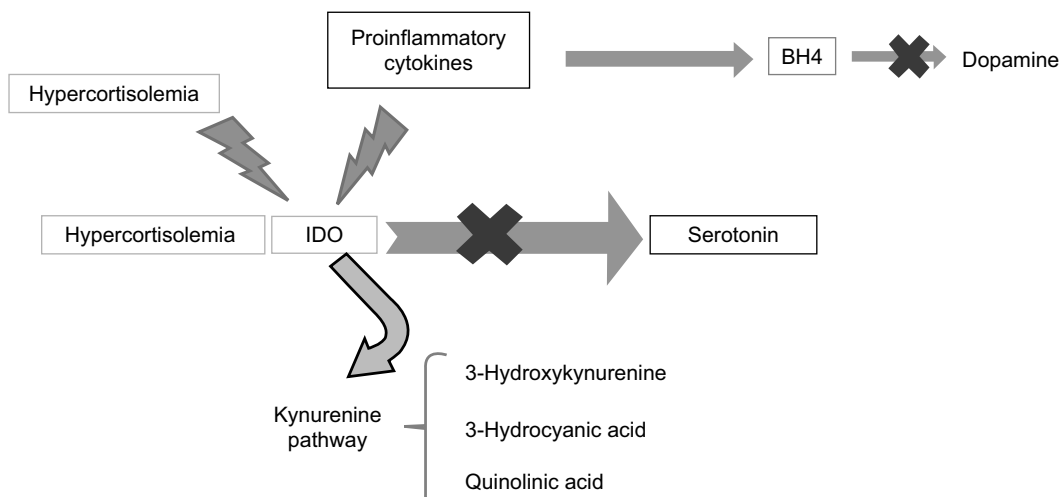 Proinflammatory
cytokines
BH4
Dopamine
Hypercortisolemia
Hypercortisolemia
IDO
Serotonin
3-Hydroxykynurenine
Kynurenine
pathway
3-Hydrocyanic acid
Quinolinic acid